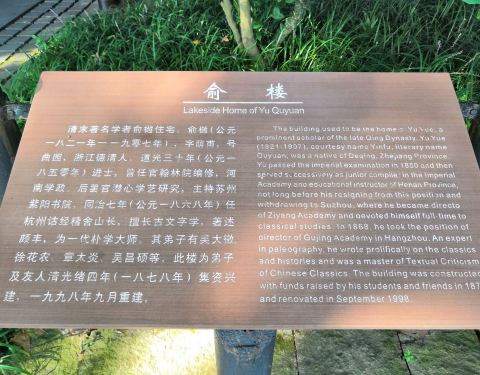 俞 楼
Lakeside Home of Yu Quyuan
清末著名学者俞樾住宅。俞樾(公元
一八二一年一一九零七年),字荫甫,号
曲园,浙江德清人,道光三十年(公元一
八五零年)进士,曾任官翰林院编修,河
南学政。后罢官潜心学艺研究,主持苏州
紫阳书院。同治七年(公元一八六八年)任
杭州诂经精舍山长。擅长古文字学,著述
颇丰,为一代朴学大师。其弟子有吴大徵、
徐花农、章太炎、吴昌硕等。此楼为弟子
及友人清光绪四年(一八七八年)集资兴
建,一九九八年九月重建。
The building used to be the home of Yu Yue, a
prominent scholar of the late Qing Dynasty. Yu Yue
(1821-1907), courtesy name Yinfu, literary name
Quyuan, was a native of Deqing, Zhejiang Province.
Yu passed the imperial examination in 1850 and then
served successively as junior compiler in the Imperial
Academy and educational instructor of Henan Province,
not long before his resigning from this position and
withdrawing to Suzhou, where he became directo
of Ziyang Academy and devoted himself full-time to
classical studies. In 1868, he took the position of
director of Gujing Academy in Hangzhou. An expert
in paleography, he wrote prolifically on the classics
and histories and was a master of Textual Criticism
of Chinese Classics. The building was constructed
with funds raised by his students and friends in 187
and renovated in September 1998.